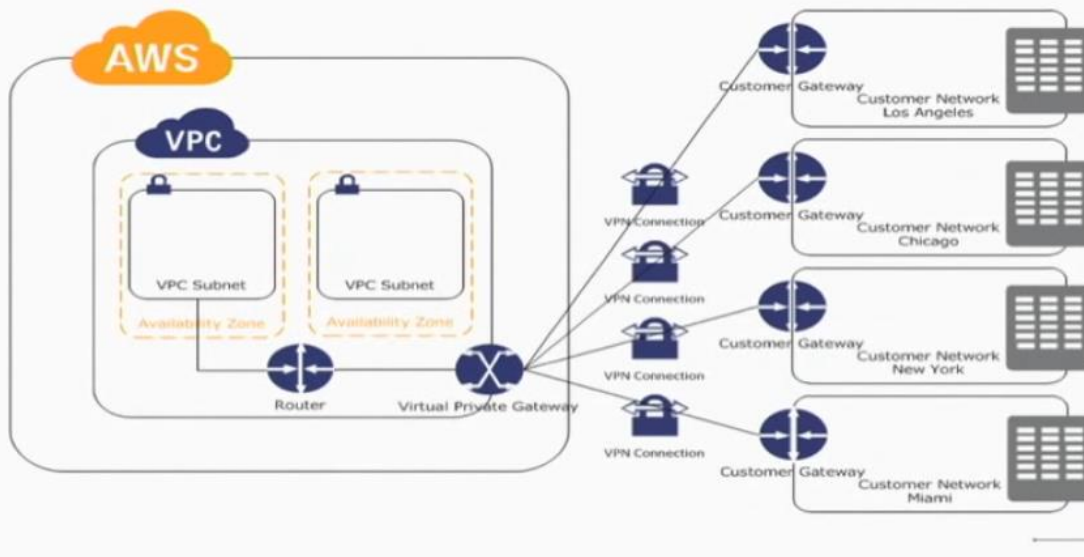 AWS
VPC
VPC Subnet
VPC Subnet
Availability Zone
Availability Zone
Router
Virtual Private Gateway
VPN Connection
VPN Connection
VPN Connection
VPN Connection
Customer Gateway
Customer Network
Los Angeles
Customer Gateway
Customer Network
Chicago
Customer Gateway
Customer Network
New York
Customer Gateway
Customer Network
Miami